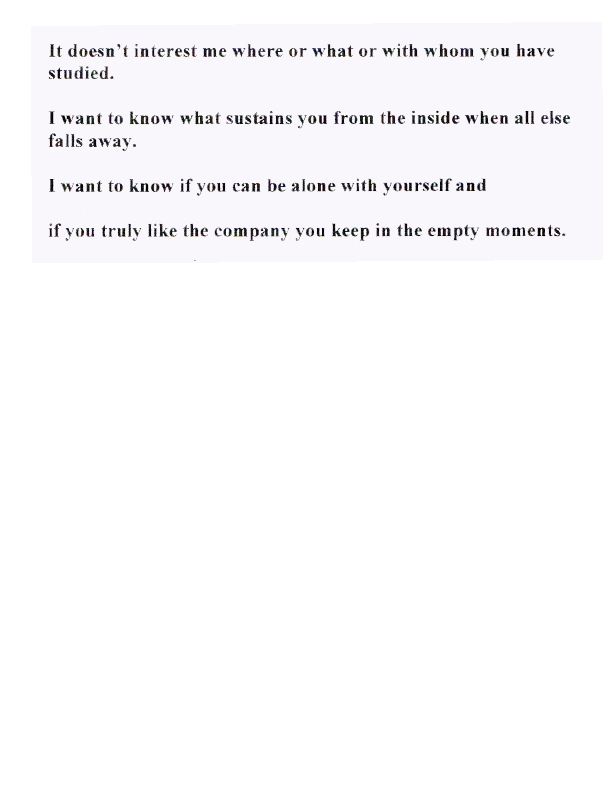 It doesn't interest me where or what or with whom you have
studied.
I want to know what sustains you from the inside when all else
falls away.
I want to know if you can be alone with yourself and
if you truly like the company you keep in the empty moments.